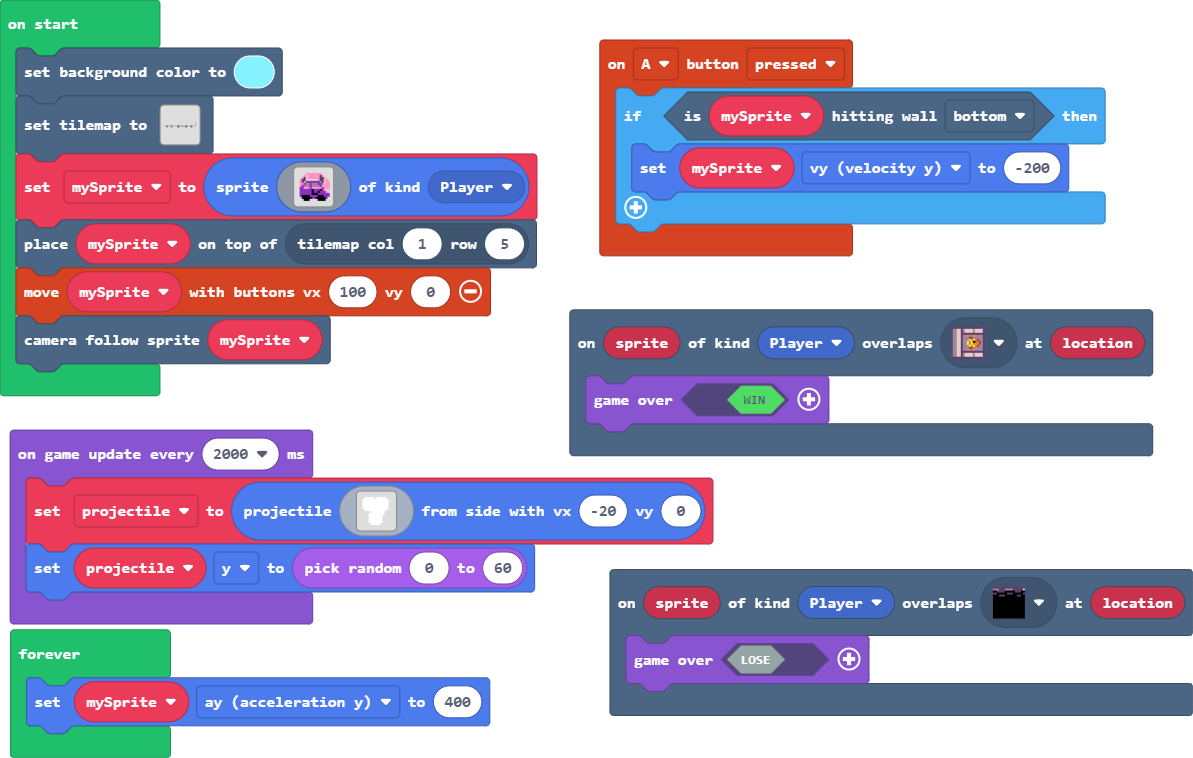 on start
set background color to
set tilemap to
set mySprite to sprite of kind Player
place mySprite on top of tilemap col 1 row 5
move mySprite with buttons vx 100 vy 0
camera follow sprite mySprite
on A button pressed
if is mySprite hitting wall bottom then
set mySprite vy (velocity y) to -200
on sprite of kind Player overlaps at location
game over WIN
on game update every 2000 ms
set projectile to projectile from side with vx -20 vy 0
set projectile y to pick random 0 to 60
on sprite of kind Player overlaps at location
game over LOSE
forever
set mySprite ay (acceleration y) to 400